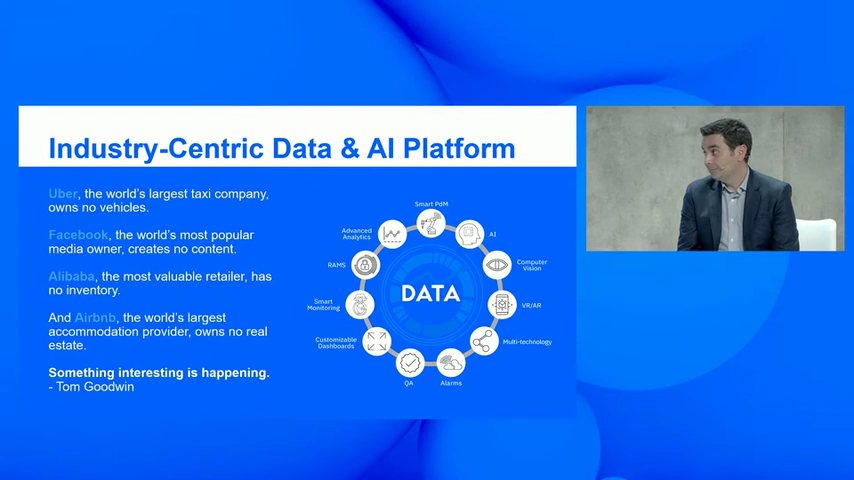 Industry-Centric Data & AI Platform
Uber, the world's largest taxi company,
owns no vehicles.
Facebook, the world's most popular
media owner, creates no content.
Alibaba, the most valuable retailer, has
no inventory.
And Airbnb, the world's largest
accommodation provider, owns no real
estate.
Something interesting is happening.
- Tom Goodwin
Smart PdM
AI
Computer
Vision
VR/AR
Multi-technology
Alarms
QA
Customizable
Dashboards
Smart
Monitoring
RAMS
Advanced
Analytics
DATA